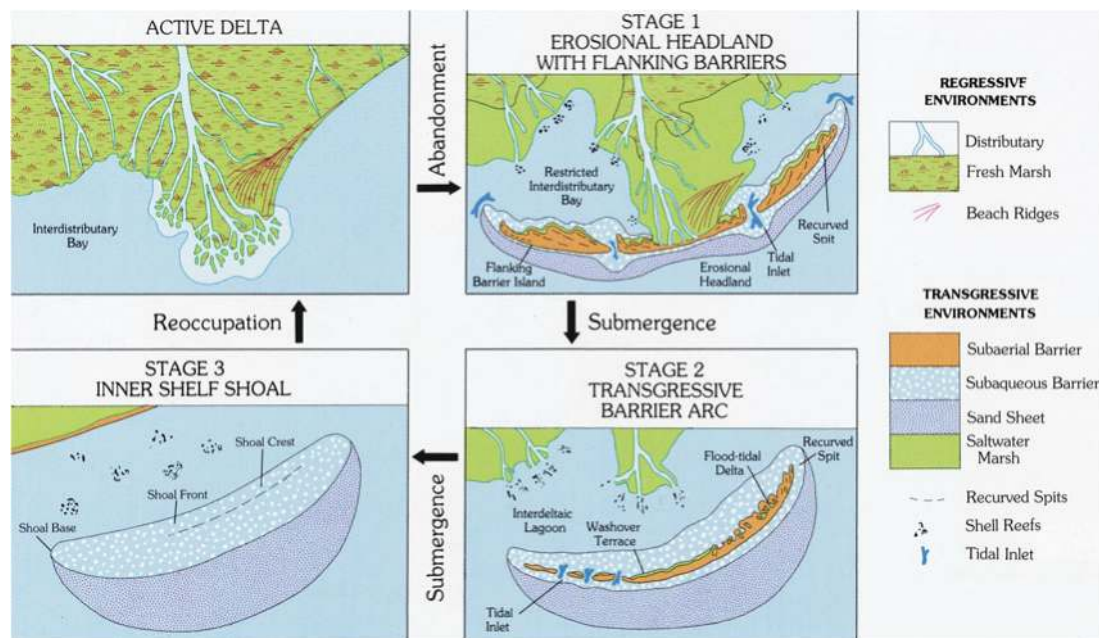 ACTIVE DELTA
Interdistributary
Bay
Abandonment
STAGE 1
EROSIONAL HEADLAND
WITH FLANKING BARRIERS
Restricted
Interdistributary
Bay
Flanking
Barrier Island
Erosional
Headland
Tidal
Inlet
Recurved
Spit
Submergence
STAGE 2
TRANSGRESSIVE
BARRIER ARC
Interdeltaic
Lagoon
Washover
Terrace
Flood-tidal
Delta
Recurved
Spit
Tidal
Inlet
Submergence
STAGE 3
INNER SHELF SHOAL
Shoal Crest
Shoal Front
Shoal Base
Reoccupation
REGRESSIVE
ENVIRONMENTS
Distributary
Fresh Marsh
Beach Ridges
TRANSGRESSIVE
ENVIRONMENTS
Subaerial Barrier
Subaqueous Barrier
Sand Sheet
Saltwater
Marsh
Recurved Spits
Shell Reefs
Tidal Inlet